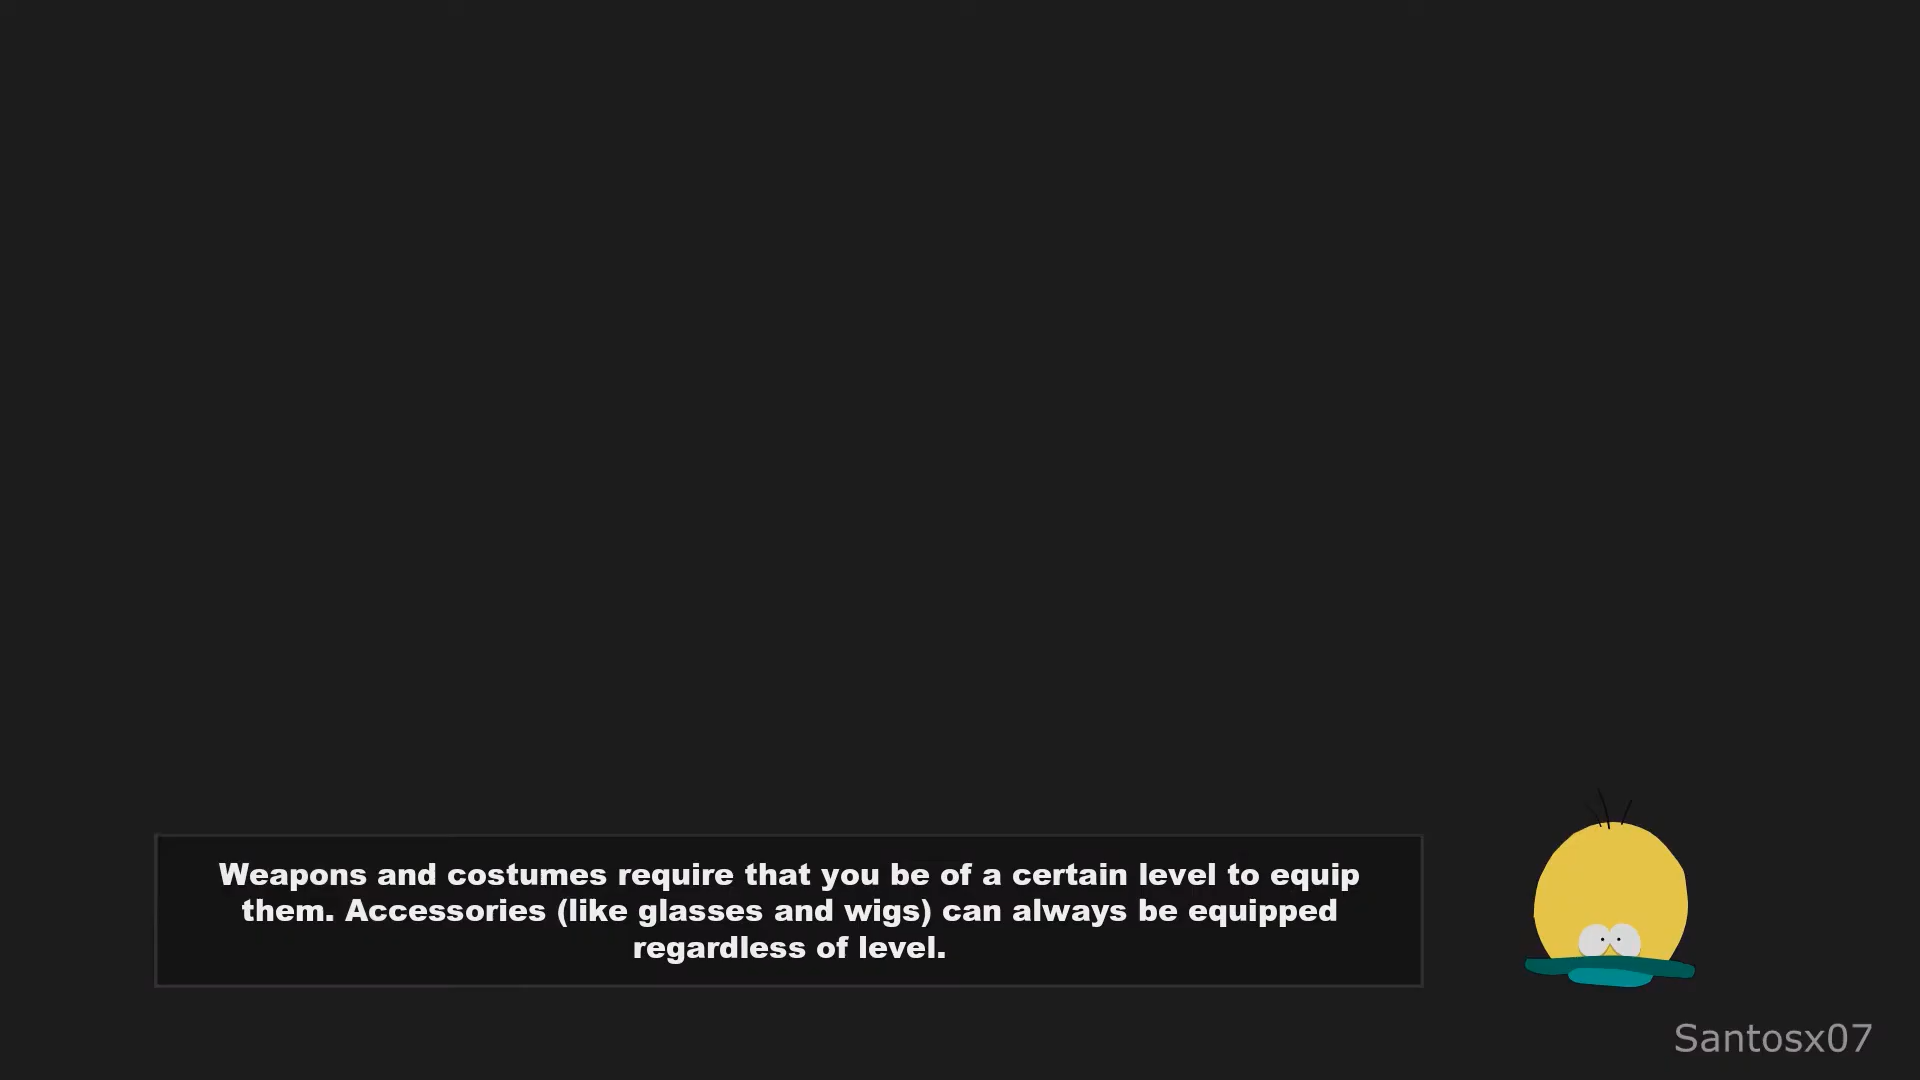 Weapons and costumes require that you be of a certain level to equip
them. Accessories (like glasses and wigs) can always be equipped
regardless of level.
Santosx07